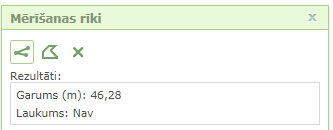 Mērīšanas rīki
Rezultāti:
Garums (m): 46,28
Laukums: Nav